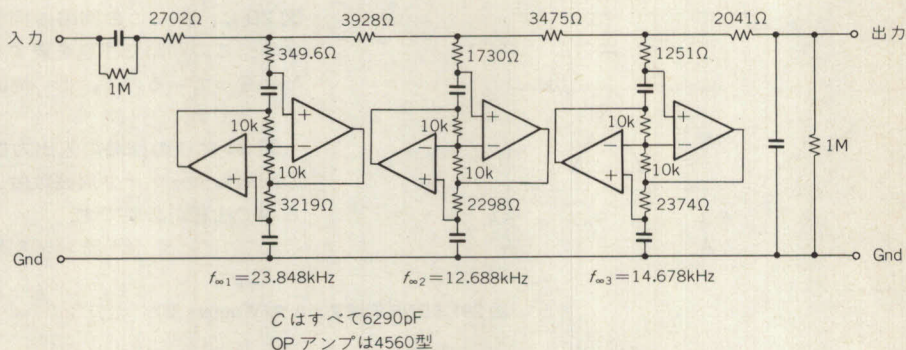 2702Ω 3928Ω 3475Ω 2041Ω
入力 出力
1M
349.6Ω 1730Ω 1251Ω
+ + +
10k 10k 10k
− − − − − −
1M
10k 10k 10k
+ + +
3219Ω 2298Ω 2374Ω
Gnd Gnd
f∞1=23.848kHz f∞2=12.688kHz f∞3=14.678kHz
Cはすべて6290pF
OPアンプは4560型